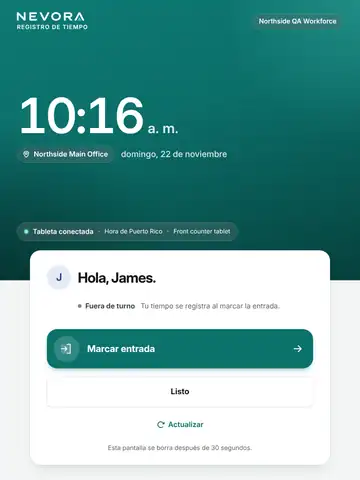 NEVORA
REGISTRO DE TIEMPO
Northside QA Workforce
10:16 a. m.
Northside Main Office
domingo, 22 de noviembre
Tableta conectada · Hora de Puerto Rico · Front counter tablet
J
Hola, James.
Fuera de turno Tu tiempo se registra al marcar la entrada.
Marcar entrada
Listo
Actualizar
Esta pantalla se borra después de 30 segundos.